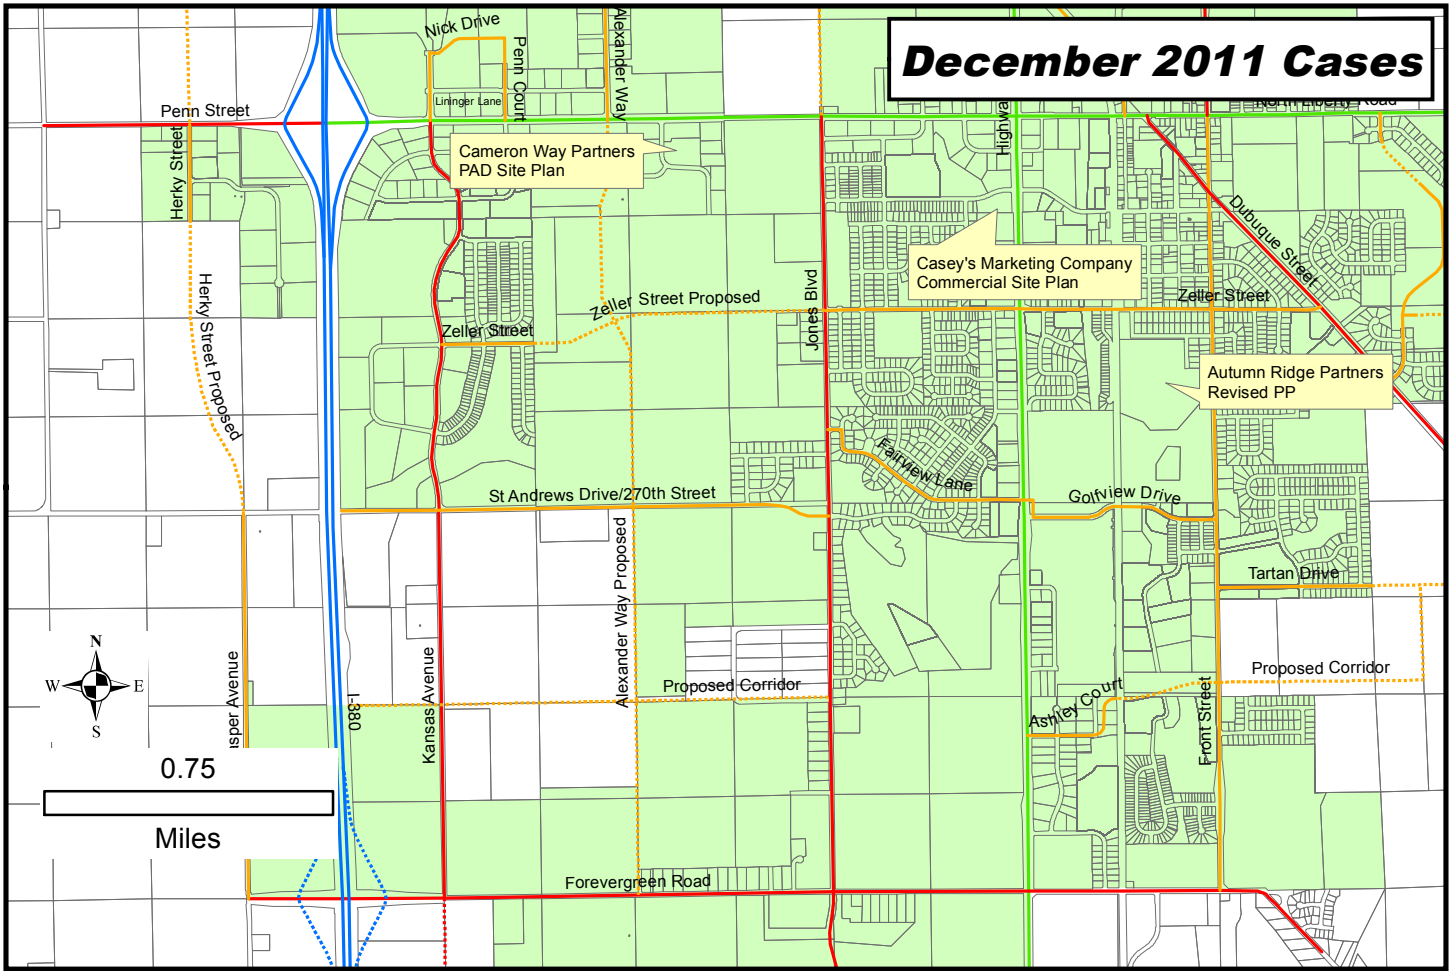 December 2011 Cases
Nick Drive
Penn Court
Alexander Way
Lininger Lane
Penn Street
North Liberty Road
Herky Street
Cameron Way Partners
PAD Site Plan
Dubuque Street
Casey's Marketing Company
Commercial Site Plan
Herky Street Proposed
Zeller Street
Zeller Street Proposed
Jones Blvd
Zeller Street
Autumn Ridge Partners
Revised PP
Fairview Lane
St Andrews Drive/270th Street
Golfview Drive
Alexander Way Proposed
Tartan Drive
N
W
E
S
Kansas Avenue
I-380
Proposed Corridor
Proposed Corridor
Ashley Court
Front Street
0.75
Miles
Forevergreen Road